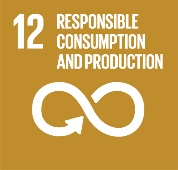 12 RESPONSIBLE
CONSUMPTION
AND PRODUCTION